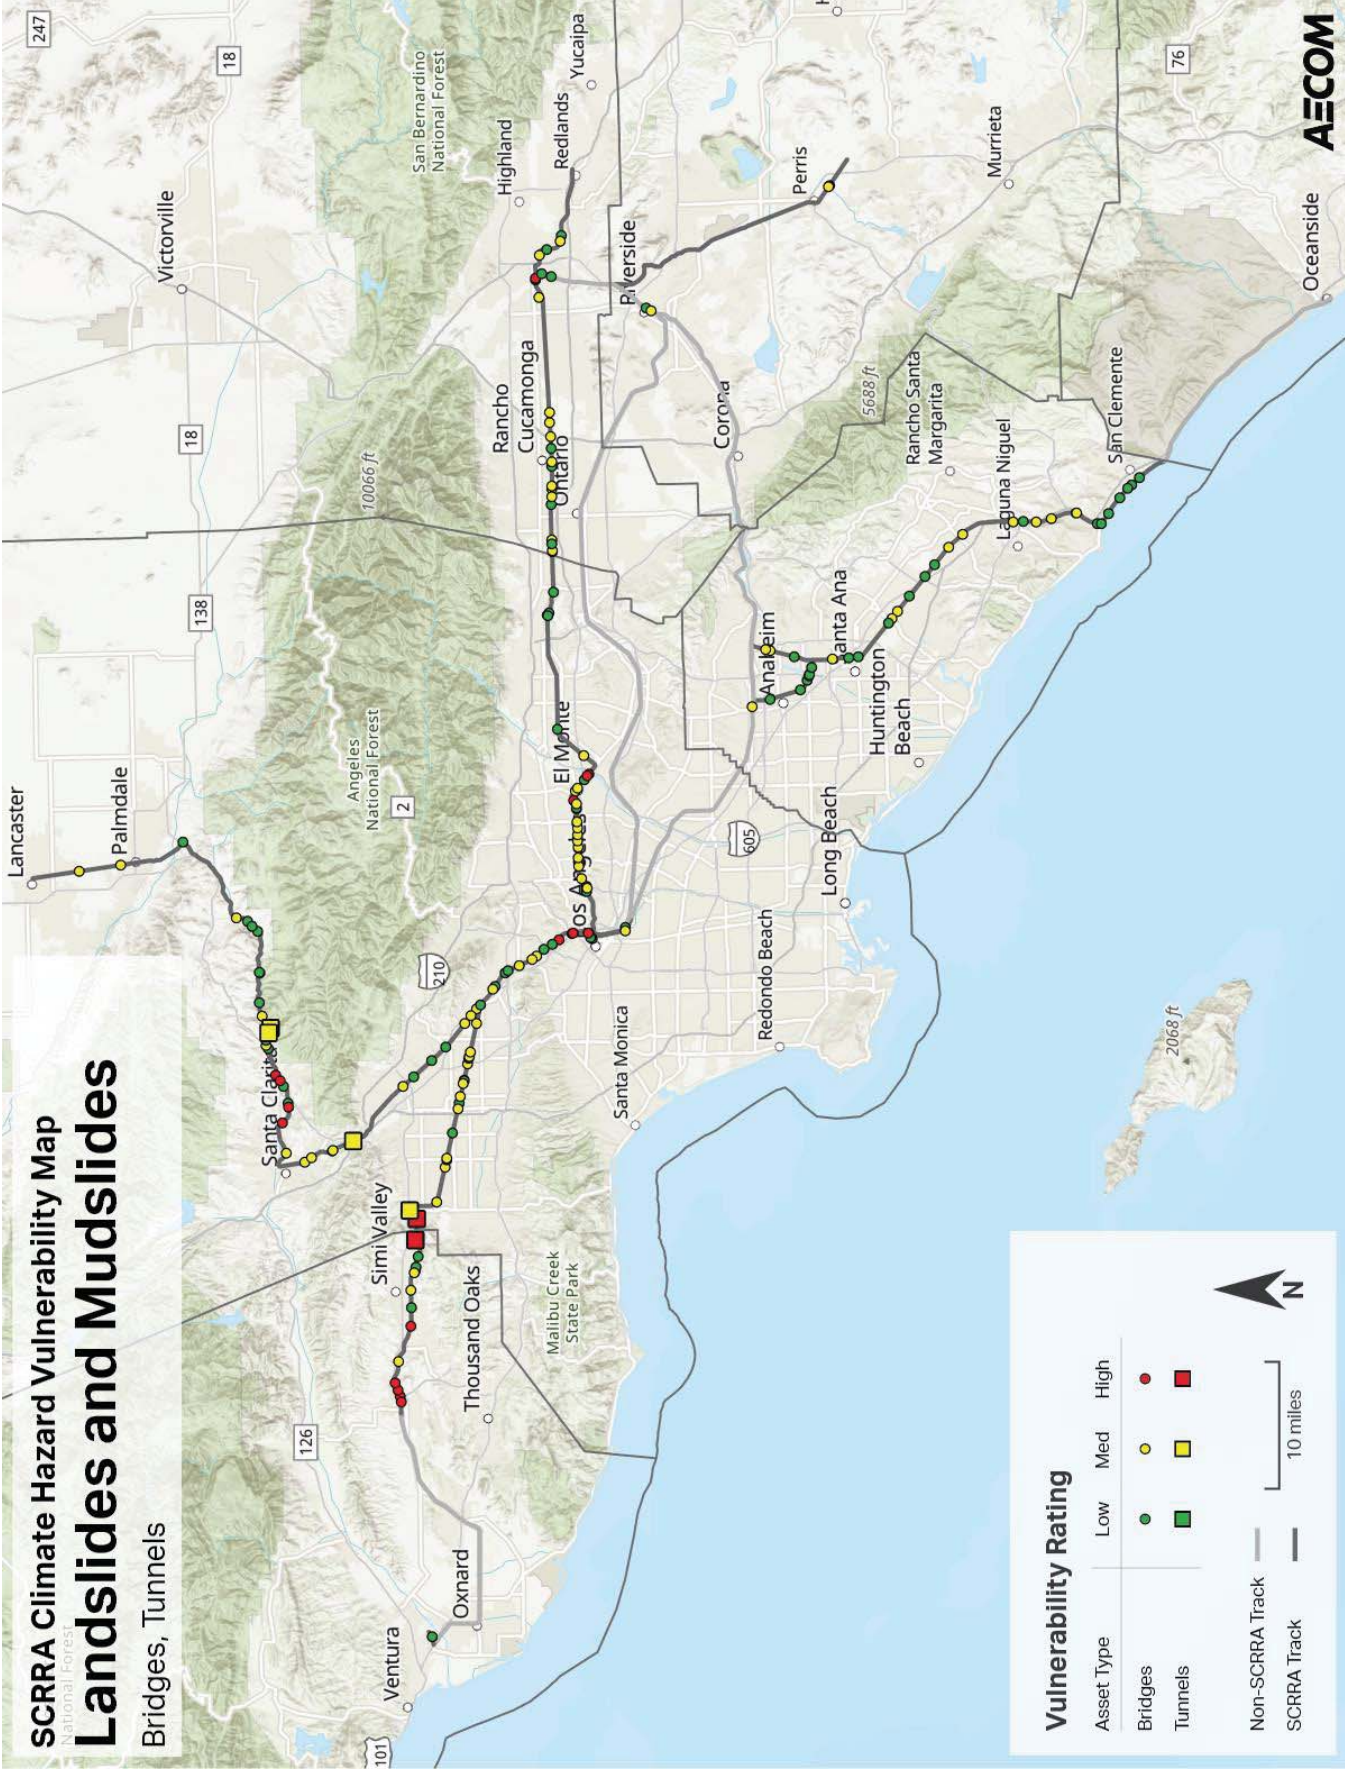 SCRRA Climate Hazard Vulnerability Map
National Forest
Landslides and Mudslides
Bridges, Tunnels
Lancaster
Palmdale
138
18
18
247
Victorville
10066 ft
Angeles
National Forest
2
San Bernardino
National Forest
Santa Clarita
126
210
Simi Valley
Ventura
101
Oxnard
Thousand Oaks
Malibu Creek
State Park
Santa Monica
Los Angeles
El Monte
Rancho
Cucamonga
Ontario
Highland
Redlands
Yucaipa
Riverside
Perris
Corona
605
Redondo Beach
Long Beach
Anaheim
Santa Ana
Huntington
Beach
5688 ft
Rancho Santa
Margarita
Laguna Niguel
San Clemente
Murrieta
76
Oceanside
2068 ft
Vulnerability Rating
Asset Type Low Med High
Bridges
Tunnels
Non-SCRRA Track
SCRRA Track
10 miles
N
AECOM